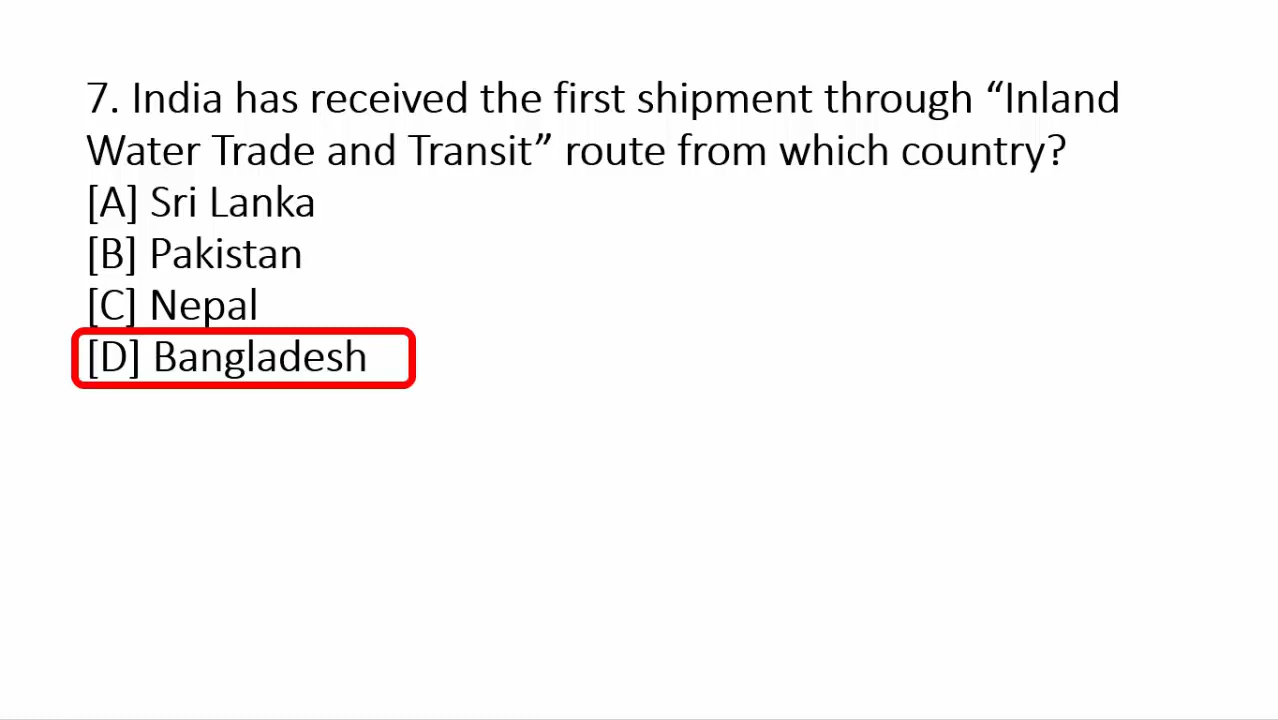 7. India has received the first shipment through “Inland
Water Trade and Transit” route from which country?
[A] Sri Lanka
[B] Pakistan
[C] Nepal
[D] Bangladesh